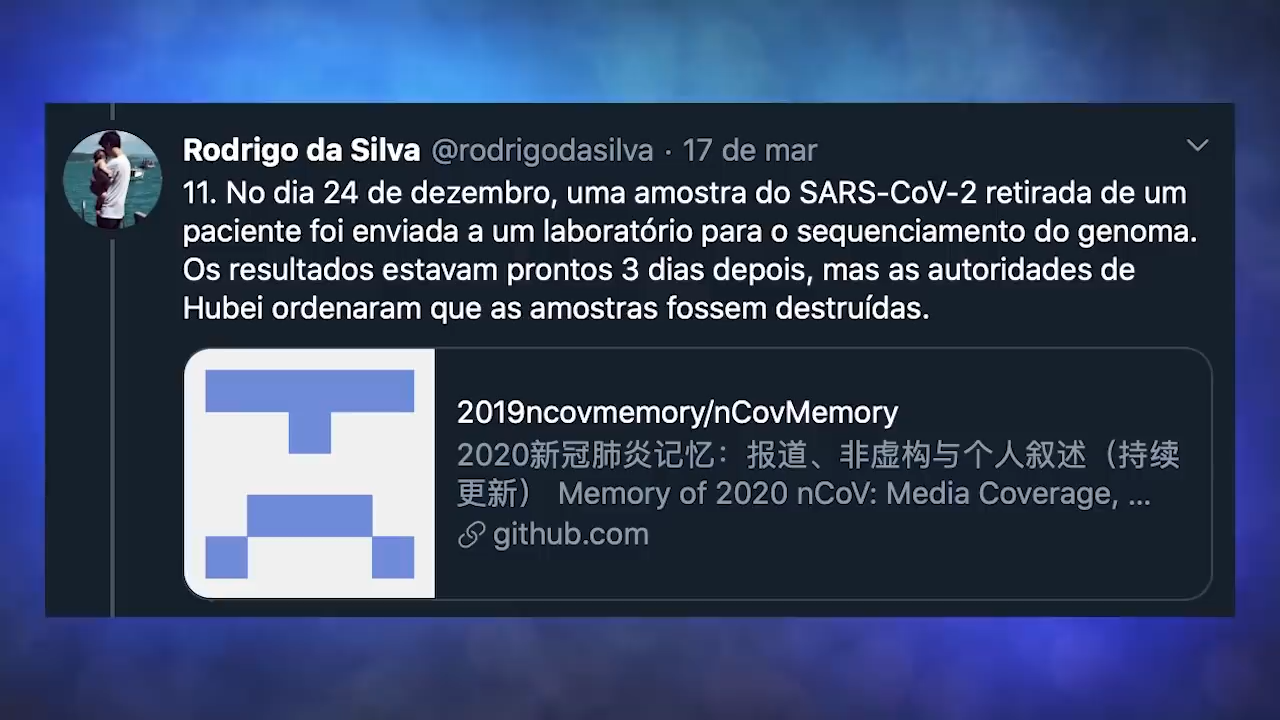 Rodrigo da Silva @rodrigodasilva · 17 de mar
11. No dia 24 de dezembro, uma amostra do SARS-CoV-2 retirada de um
paciente foi enviada a um laboratório para o sequenciamento do genoma.
Os resultados estavam prontos 3 dias depois, mas as autoridades de
Hubei ordenaram que as amostras fossem destruídas.
2019ncovmemory/nCovMemory
2020新冠肺炎记忆：报道、非虚构与个人叙述（持续
更新） Memory of 2020 nCoV: Media Coverage, ...
github.com